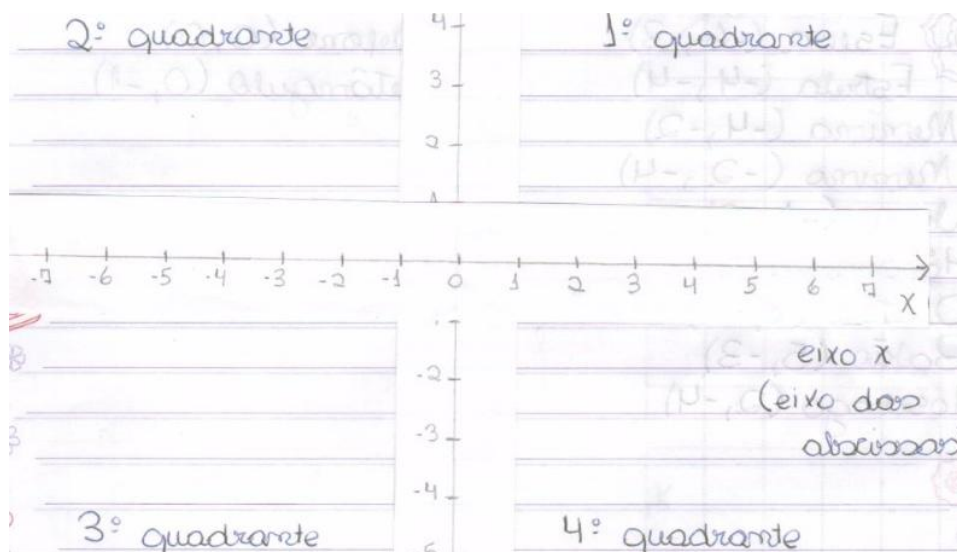 2º quadrante
4
1º quadrante
3
2
1
-7 -6 -5 -4 -3 -2 -1 0 1 2 3 4 5 6 7
x
-2
eixo x
(eixo das
-3
abscissas
-4
3º quadrante
4º quadrante